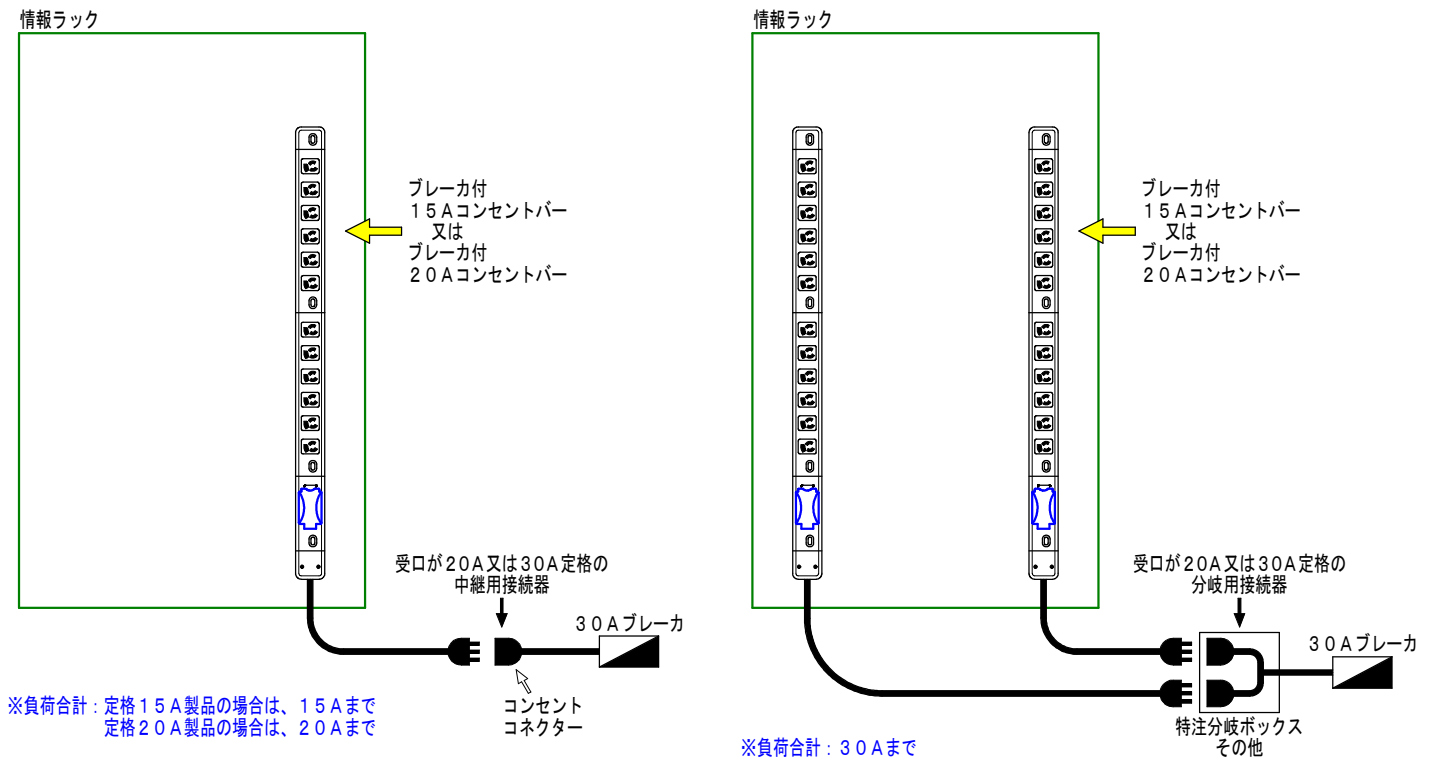 情報ラック
ブレーカ付
１５Aコンセントバー
又は
ブレーカ付
２０Aコンセントバー
受口が２０A又は３０A定格の
中継用接続器
３０Aブレーカ
コンセント
コネクター
※負荷合計：定格１５A製品の場合は、１５Aまで
定格２０A製品の場合は、２０Aまで
情報ラック
ブレーカ付
１５Aコンセントバー
又は
ブレーカ付
２０Aコンセントバー
受口が２０A又は３０A定格の
分岐用接続器
３０Aブレーカ
特注分岐ボックス
その他
※負荷合計：３０Aまで